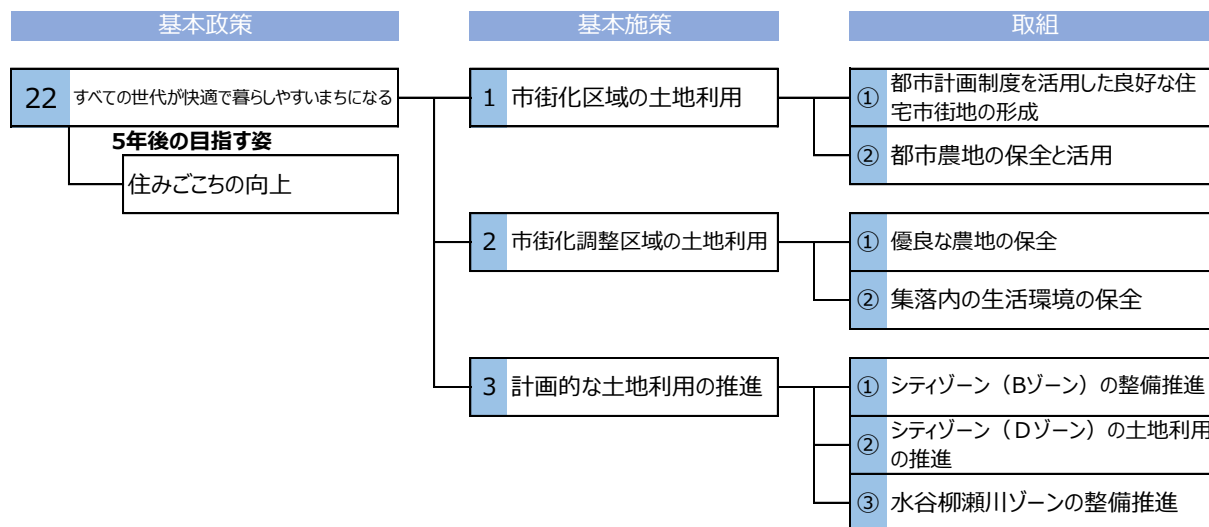 基本政策
基本施策
取組
22 すべての世代が快適で暮らしやすいまちになる
5年後の目指す姿
住みごこちの向上
1 市街化区域の土地利用
① 都市計画制度を活用した良好な住
宅市街地の形成
② 都市農地の保全と活用
2 市街化調整区域の土地利用
① 優良な農地の保全
② 集落内の生活環境の保全
3 計画的な土地利用の推進
① シティゾーン（Bゾーン）の整備推進
② シティゾーン（Ｄゾーン）の土地利用
の推進
③ 水谷柳瀬川ゾーンの整備推進